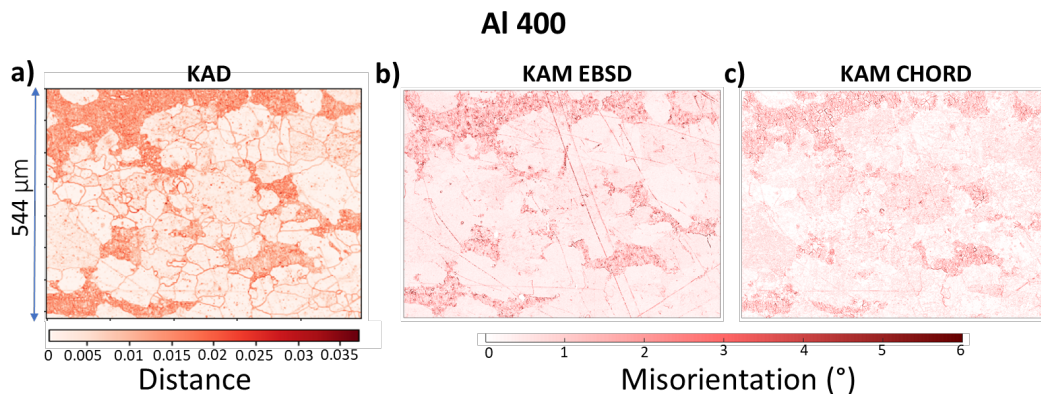 Al 400
a) KAD
b) KAM EBSD
c) KAM CHORD
544 μm
0 0.005 0.01 0.015 0.02 0.025 0.03 0.035
Distance
0 1 2 3 4 5 6
Misorientation (°)